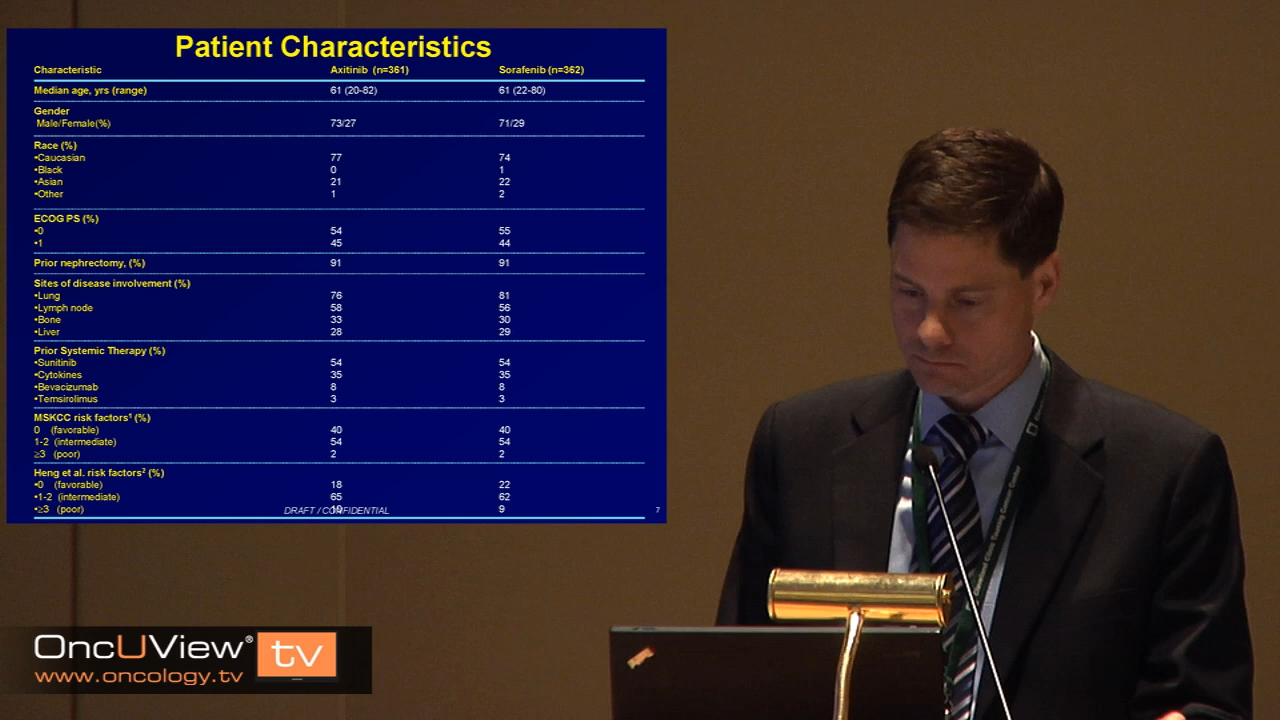 Patient Characteristics
Characteristic Axitinib (n=361) Sorafenib (n=362)
Median age, yrs (range) 61 (20-82) 61 (22-80)
Gender
Male/Female(%) 73/27 71/29
Race (%)
•Caucasian 77 74
•Black 0 1
•Asian 21 22
•Other 1 2
ECOG PS (%)
•0 54 55
•1 45 44
Prior nephrectomy, (%) 91 91
Sites of disease involvement (%)
•Lung 76 81
•Lymph node 58 56
•Bone 33 30
•Liver 28 29
Prior Systemic Therapy (%)
•Sunitinib 54 54
•Cytokines 35 35
•Bevacizumab 8 8
•Temsirolimus 3 3
MSKCC risk factors¹ (%)
0 (favorable) 40 40
1-2 (intermediate) 54 54
≥3 (poor) 2 2
Heng et al. risk factors² (%)
•0 (favorable) 18 22
•1-2 (intermediate) 65 62
•≥3 (poor) 10 9
DRAFT / CONFIDENTIAL 7
OncUView® tv
www.oncology.tv